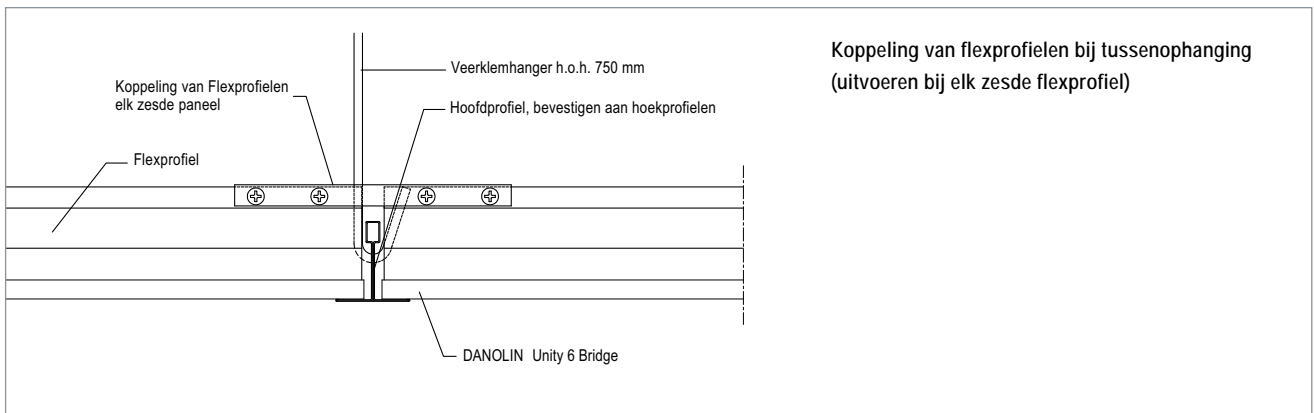 Koppeling van flexprofielen bij tussenophanging
(uitvoeren bij elk zesde flexprofiel)
Veerklemhanger h.o.h. 750 mm
Koppeling van Flexprofielen
elk zesde paneel
Hoofdprofiel, bevestigen aan hoekprofielen
Flexprofiel
DANOLIN Unity 6 Bridge